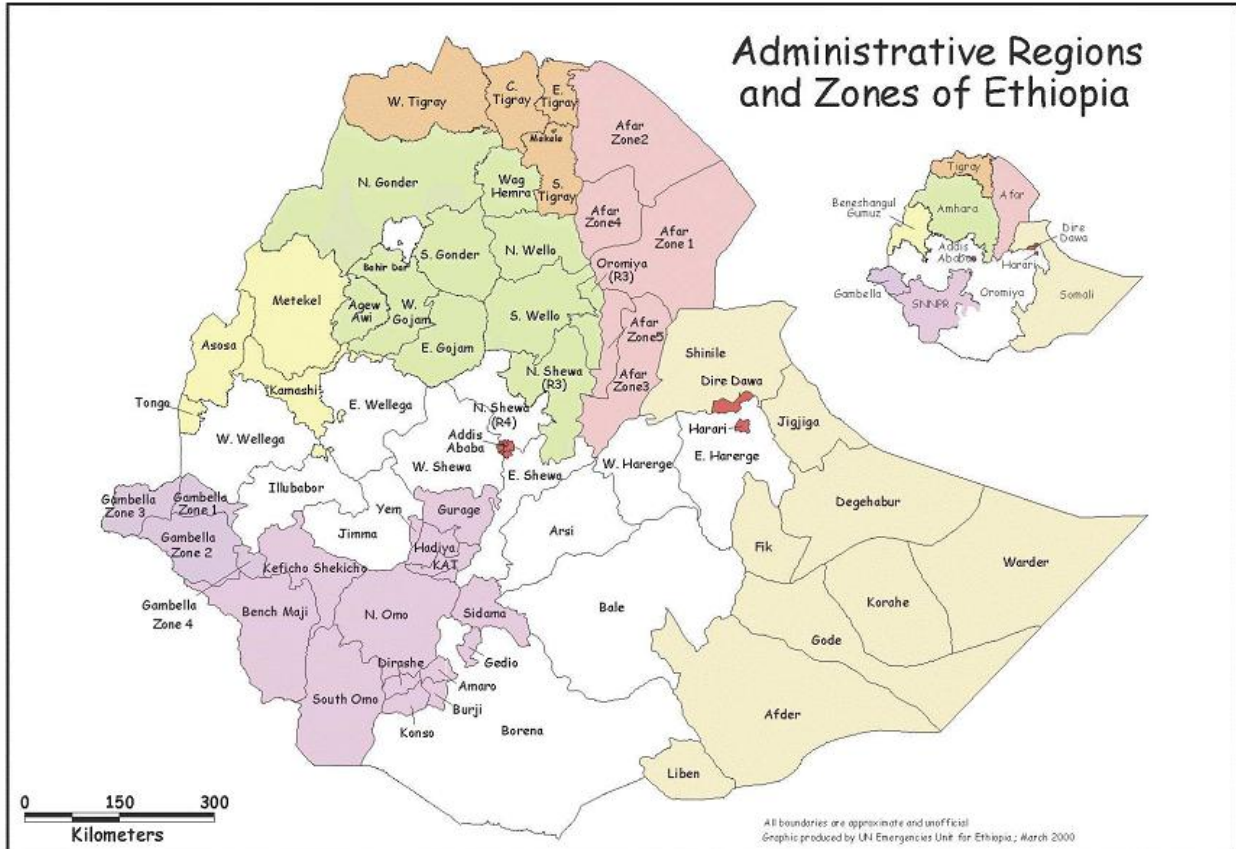 Administrative Regions
and Zones of Ethiopia
W. Tigray
C.
Tigray
E.
Tigray
Mekele
S.
Tigray
Afar
Zone2
N. Gonder
Wag
Hemra
Afar
Zone4
Afar
Zone 1
Bahir Dar
S. Gonder
N. Wello
Oromiya
(R3)
Metekel
Agew
Awi
W.
Gojam
S. Wello
E. Gojam
Afar
Zone5
Asosa
N. Shewa
(R3)
Afar
Zone3
Shinile
Dire Dawa
Tongo
Kamashi
E. Wellega
N. Shewa
(R4)
Harari
Jigjiga
W. Wellega
Addis
Ababa
W. Shewa
E. Shewa
W. Harerge
E. Harerge
Gambella
Zone 3
Gambella
Zone 1
Illubabor
Yem
Gurage
Degehabur
Gambella
Zone 2
Jimma
Hadiya
KAT
Arsi
Fik
Warder
Keficho Shekicho
Gambella
Zone 4
Bench Maji
N. Omo
Sidama
Bale
Korahe
Gode
Gedio
Dirashe
Amaro
South Omo
Burji
Konso
Borena
Afder
Liben
Tigray
Afar
Beneshangul
Gumuz
Amhara
Dire
Dawa
Addis
Ababa
Harari
Gambella
SNNPR
Oromiya
Somali
0 150 300
Kilometers
All boundaries are approximate and unofficial
Graphic produced by UN Emergencies Unit for Ethiopia; March 2000